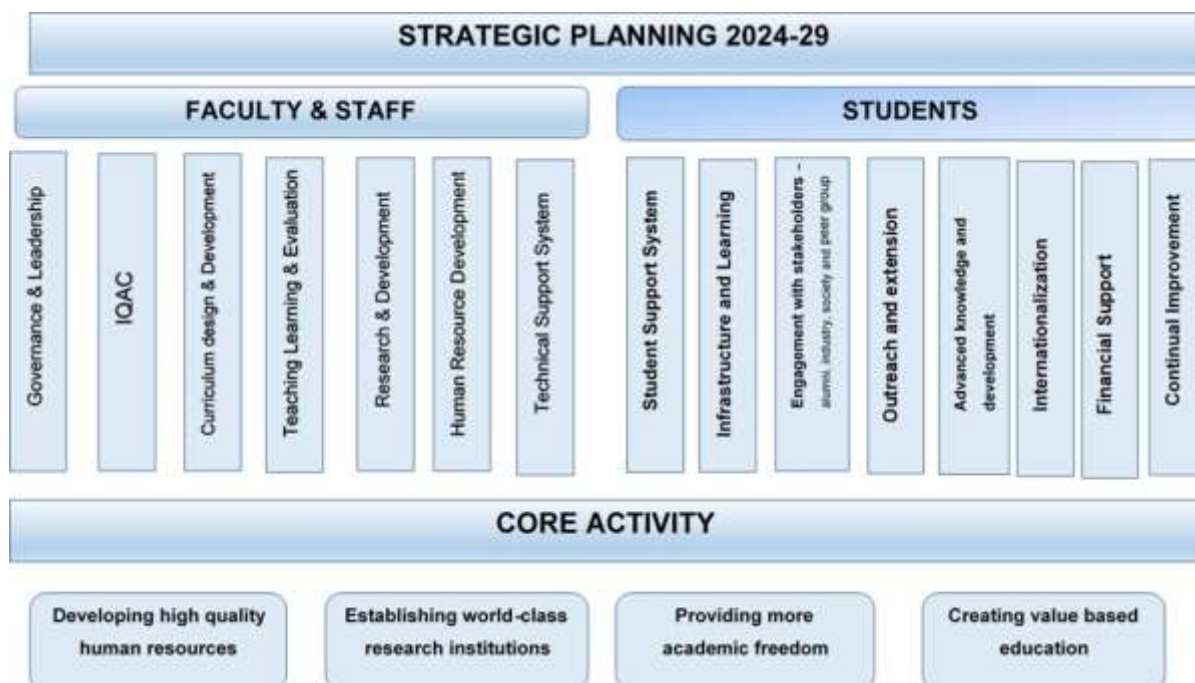 STRATEGIC PLANNING 2024-29
FACULTY & STAFF
STUDENTS
Governance & Leadership
IQAC
Curriculum design & Development
Teaching Learning & Evaluation
Research & Development
Human Resource Development
Technical Support System
Student Support System
Infrastructure and Learning
Engagement with stakeholders –
alumni, industry, society and peer group
Outreach and extension
Advanced knowledge and
development
Internationalization
Financial Support
Continual Improvement
CORE ACTIVITY
Developing high quality
human resources
Establishing world-class
research institutions
Providing more
academic freedom
Creating value based
education